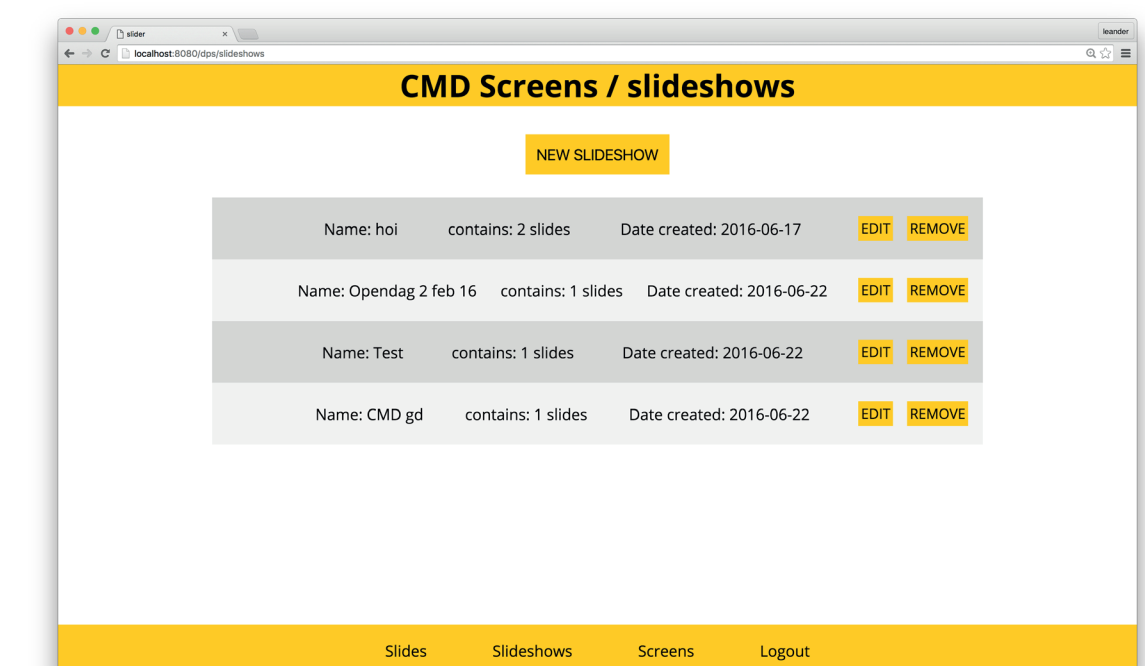 slider
leander
localhost:8080/dps/slideshows
CMD Screens / slideshows
NEW SLIDESHOW
Name: hoi contains: 2 slides Date created: 2016-06-17 EDIT REMOVE
Name: Opendag 2 feb 16 contains: 1 slides Date created: 2016-06-22 EDIT REMOVE
Name: Test contains: 1 slides Date created: 2016-06-22 EDIT REMOVE
Name: CMD gd contains: 1 slides Date created: 2016-06-22 EDIT REMOVE
Slides Slideshows Screens Logout